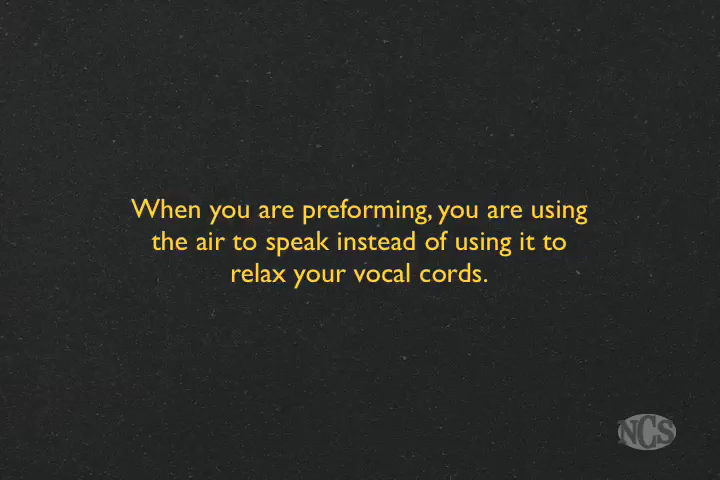 When you are preforming, you are using
the air to speak instead of using it to
relax your vocal cords.
NCS